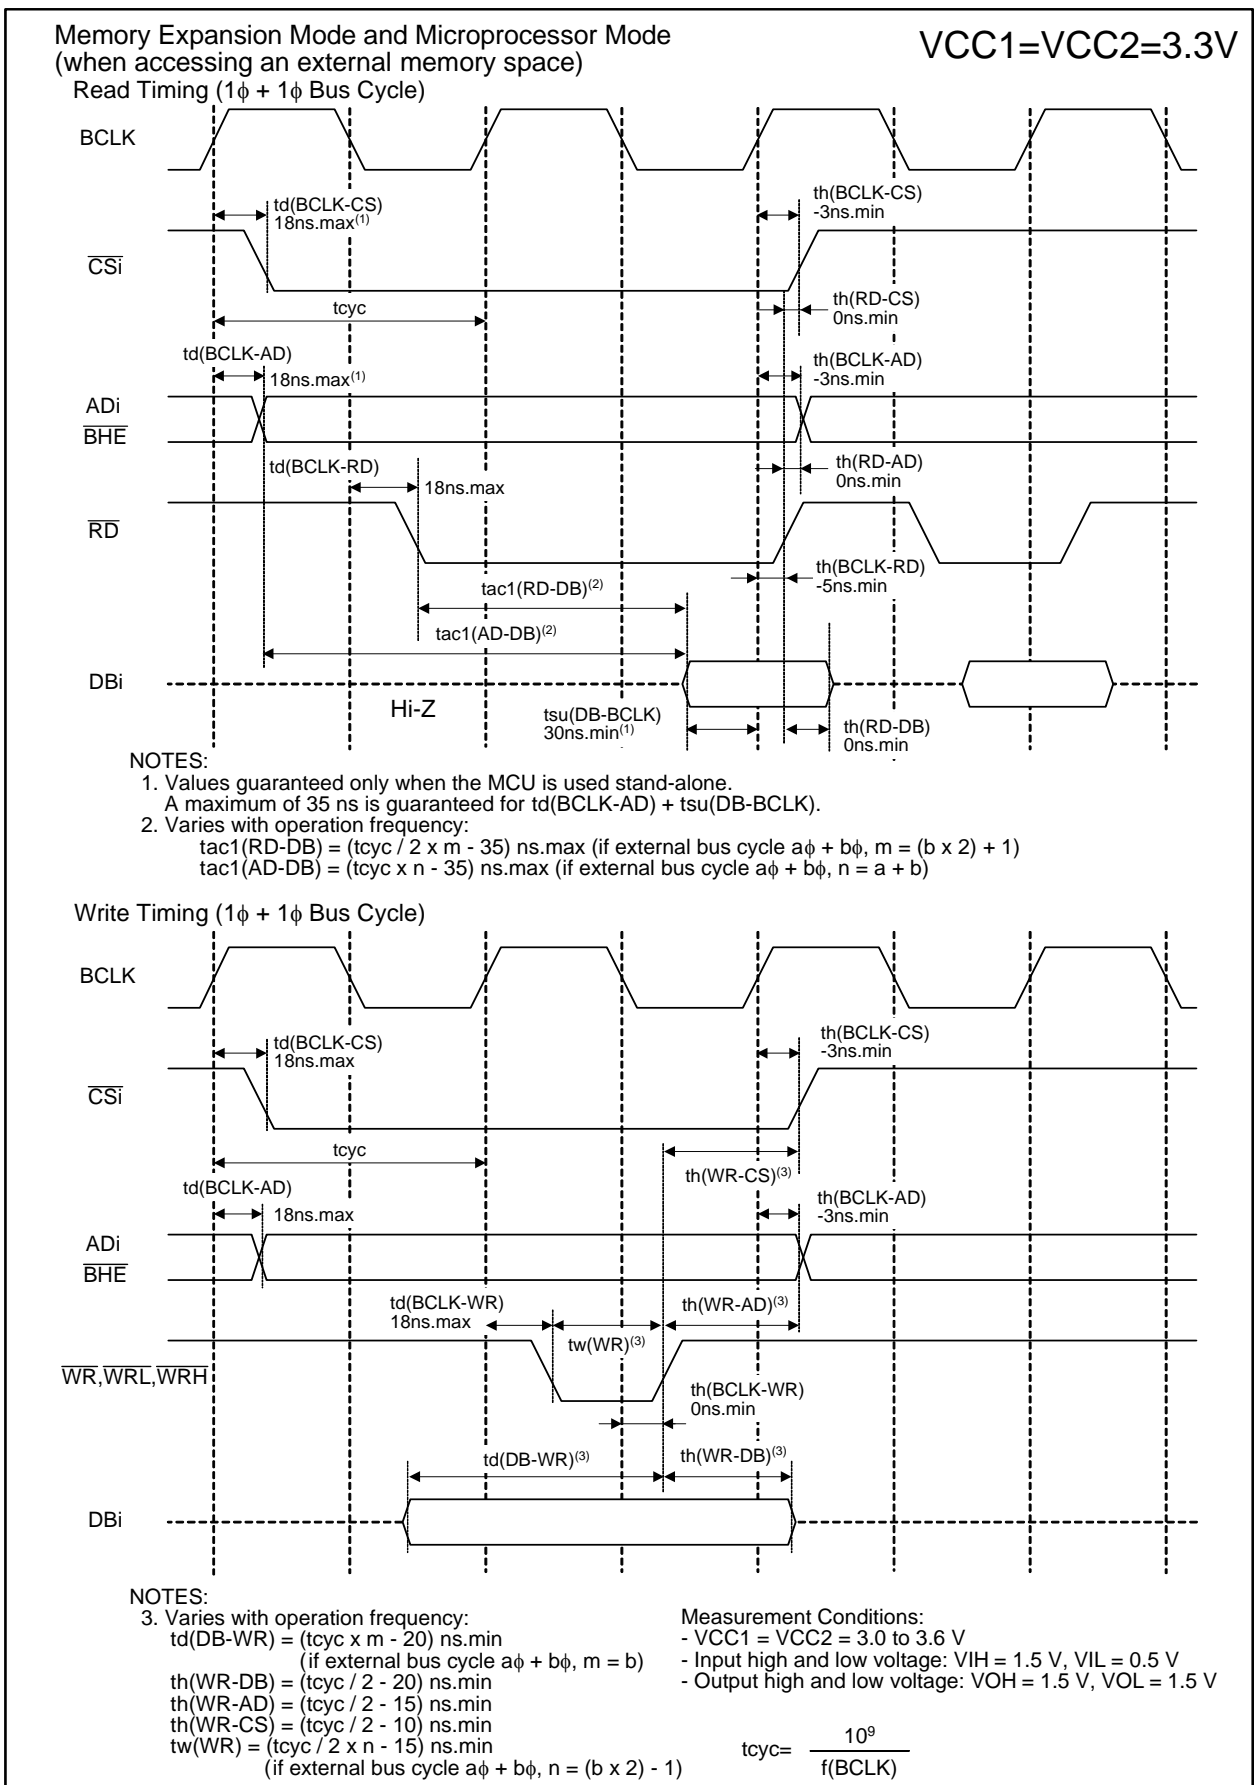 Memory Expansion Mode and Microprocessor Mode
(when accessing an external memory space)
VCC1=VCC2=3.3V
Read Timing (1ϕ + 1ϕ Bus Cycle)
BCLK
td(BCLK-CS)
18ns.max(1)
th(BCLK-CS)
-3ns.min
CSi
tcyc
th(RD-CS)
0ns.min
td(BCLK-AD)
18ns.max(1)
th(BCLK-AD)
-3ns.min
ADi
BHE
td(BCLK-RD)
18ns.max
th(RD-AD)
0ns.min
RD
th(BCLK-RD)
-5ns.min
tac1(RD-DB)(2)
tac1(AD-DB)(2)
DBi
Hi-Z
tsu(DB-BCLK)
30ns.min(1)
th(RD-DB)
0ns.min
NOTES:
1. Values guaranteed only when the MCU is used stand-alone.
A maximum of 35 ns is guaranteed for td(BCLK-AD) + tsu(DB-BCLK).
2. Varies with operation frequency:
tac1(RD-DB) = (tcyc / 2 x m - 35) ns.max (if external bus cycle aϕ + bϕ, m = (b x 2) + 1)
tac1(AD-DB) = (tcyc x n - 35) ns.max (if external bus cycle aϕ + bϕ, n = a + b)
Write Timing (1ϕ + 1ϕ Bus Cycle)
BCLK
td(BCLK-CS)
18ns.max
th(BCLK-CS)
-3ns.min
CSi
tcyc
th(WR-CS)(3)
td(BCLK-AD)
18ns.max
th(BCLK-AD)
-3ns.min
ADi
BHE
td(BCLK-WR)
18ns.max
tw(WR)(3)
th(WR-AD)(3)
WR,WRL,WRH
th(BCLK-WR)
0ns.min
td(DB-WR)(3)
th(WR-DB)(3)
DBi
NOTES:
3. Varies with operation frequency:
td(DB-WR) = (tcyc x m - 20) ns.min
(if external bus cycle aϕ + bϕ, m = b)
th(WR-DB) = (tcyc / 2 - 20) ns.min
th(WR-AD) = (tcyc / 2 - 15) ns.min
th(WR-CS) = (tcyc / 2 - 10) ns.min
tw(WR) = (tcyc / 2 x n - 15) ns.min
(if external bus cycle aϕ + bϕ, n = (b x 2) - 1)
Measurement Conditions:
- VCC1 = VCC2 = 3.0 to 3.6 V
- Input high and low voltage: VIH = 1.5 V, VIL = 0.5 V
- Output high and low voltage: VOH = 1.5 V, VOL = 1.5 V
tcyc=
10⁹
f(BCLK)